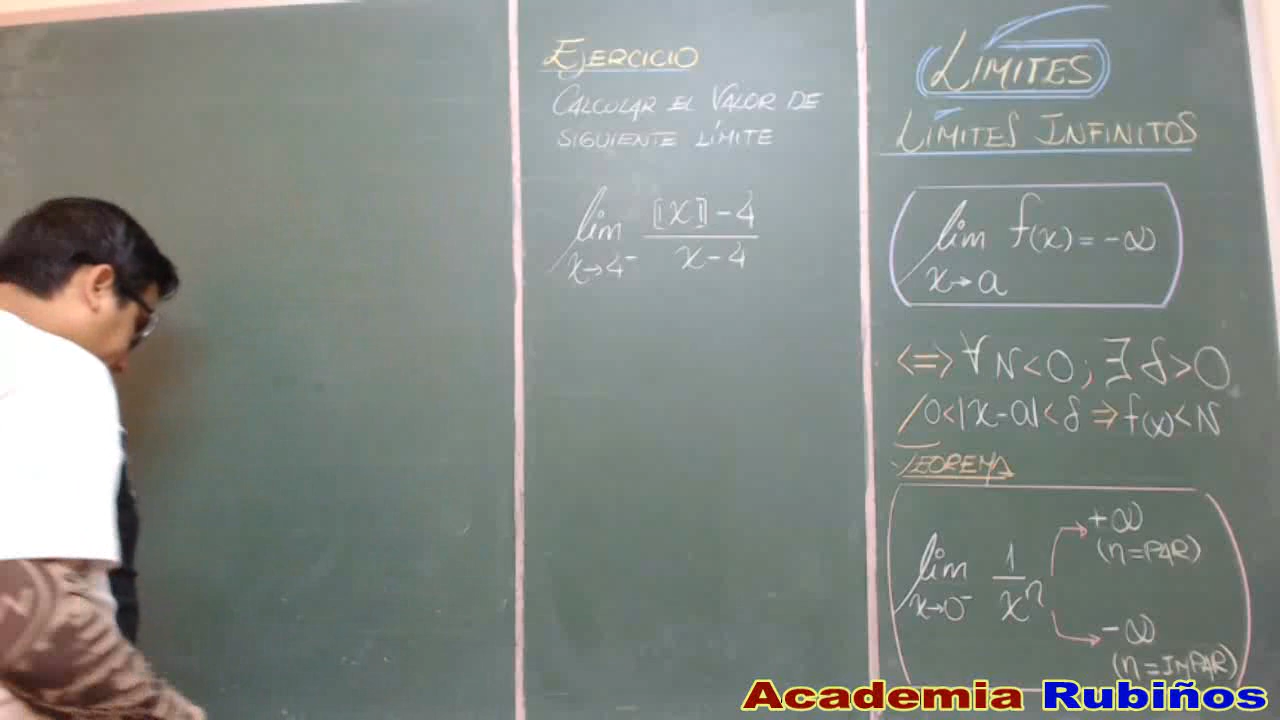 EJERCICIO
CALCULAR EL VALOR DE
SIGUIENTE LÍMITE
lim [[x]] - 4 / x - 4
x→4⁻
LÍMITES
LÍMITES INFINITOS
lim f(x) = -∞
x→a
<=> ∀ N < 0 ; ∃ δ > 0
/ 0 < |x - a| < δ ⇒ f(x) < N
TEOREMA
lim 1 / xⁿ
x→0⁻
+∞
(n = PAR)
-∞
(n = IMPAR)
Academia Rubiños